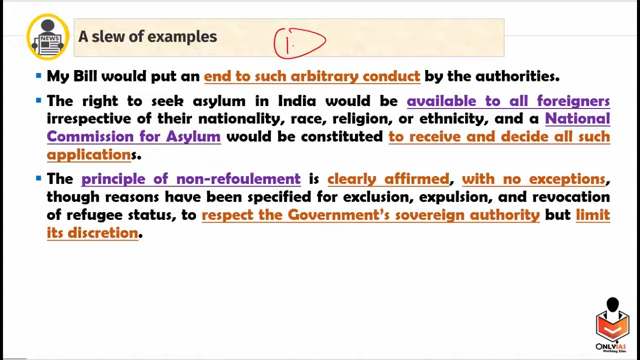 NEWS
A slew of examples
1.
▪ My Bill would put an end to such arbitrary conduct by the authorities.
▪ The right to seek asylum in India would be available to all foreigners
irrespective of their nationality, race, religion, or ethnicity, and a National
Commission for Asylum would be constituted to receive and decide all such
applications.
▪ The principle of non-refoulement is clearly affirmed, with no exceptions,
though reasons have been specified for exclusion, expulsion, and revocation
of refugee status, to respect the Government's sovereign authority but limit
its discretion.
ONLYIAS
Nothing Else